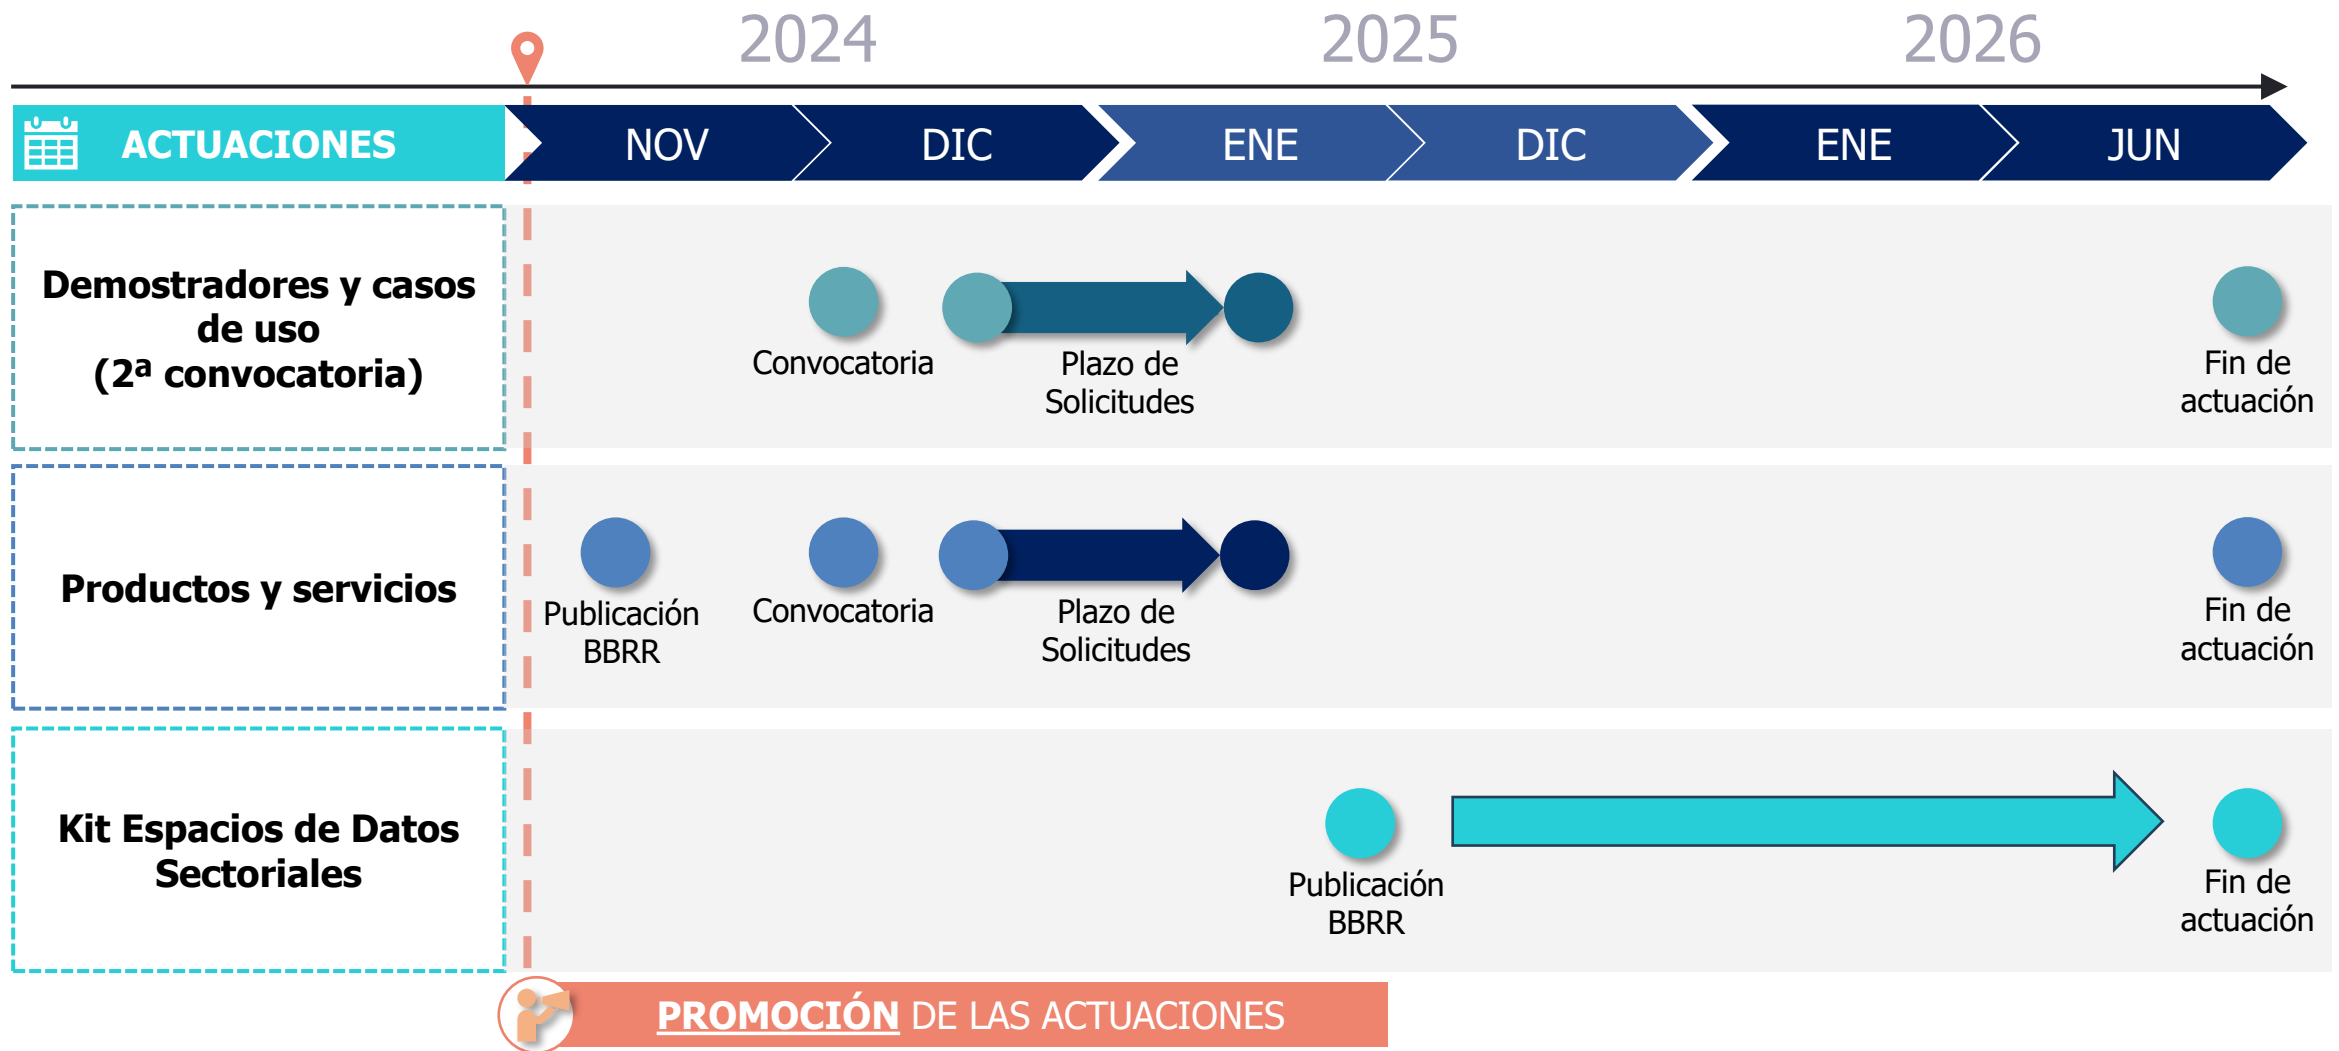 2024
2025
2026
ACTUACIONES
NOV
DIC
ENE
DIC
ENE
JUN
Demostradores y casos
de uso
(2ª convocatoria)
Convocatoria
Plazo de
Solicitudes
Fin de
actuación
Productos y servicios
Publicación
BBRR
Convocatoria
Plazo de
Solicitudes
Fin de
actuación
Kit Espacios de Datos
Sectoriales
Publicación
BBRR
Fin de
actuación
PROMOCIÓN DE LAS ACTUACIONES